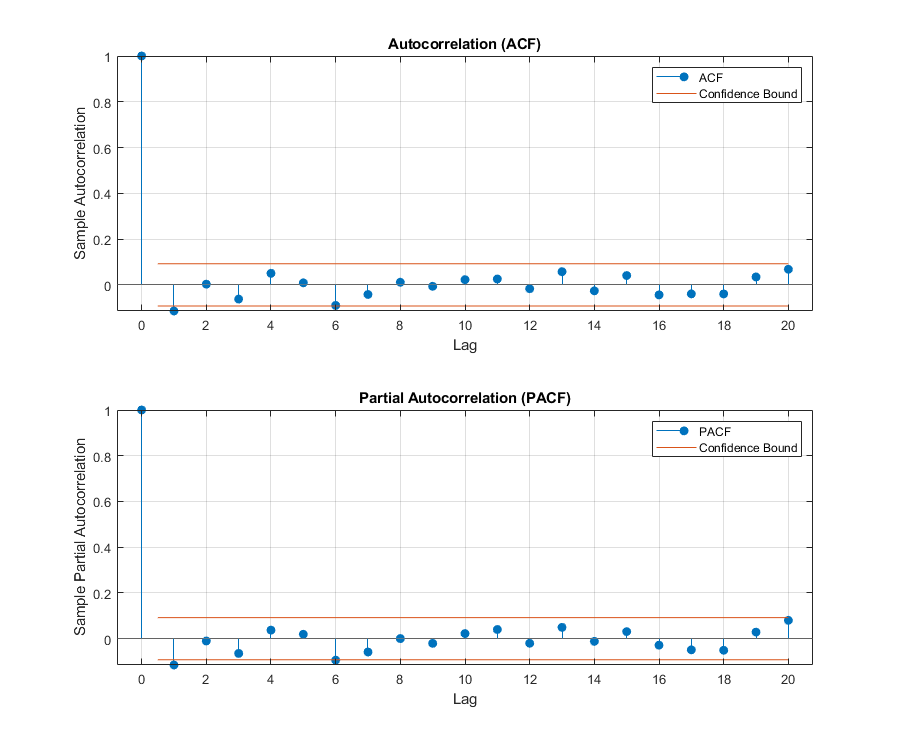 Autocorrelation (ACF)
ACF
Confidence Bound
Sample Autocorrelation
1
0.8
0.6
0.4
0.2
0
0 2 4 6 8 10 12 14 16 18 20
Lag
Partial Autocorrelation (PACF)
PACF
Confidence Bound
Sample Partial Autocorrelation
1
0.8
0.6
0.4
0.2
0
0 2 4 6 8 10 12 14 16 18 20
Lag